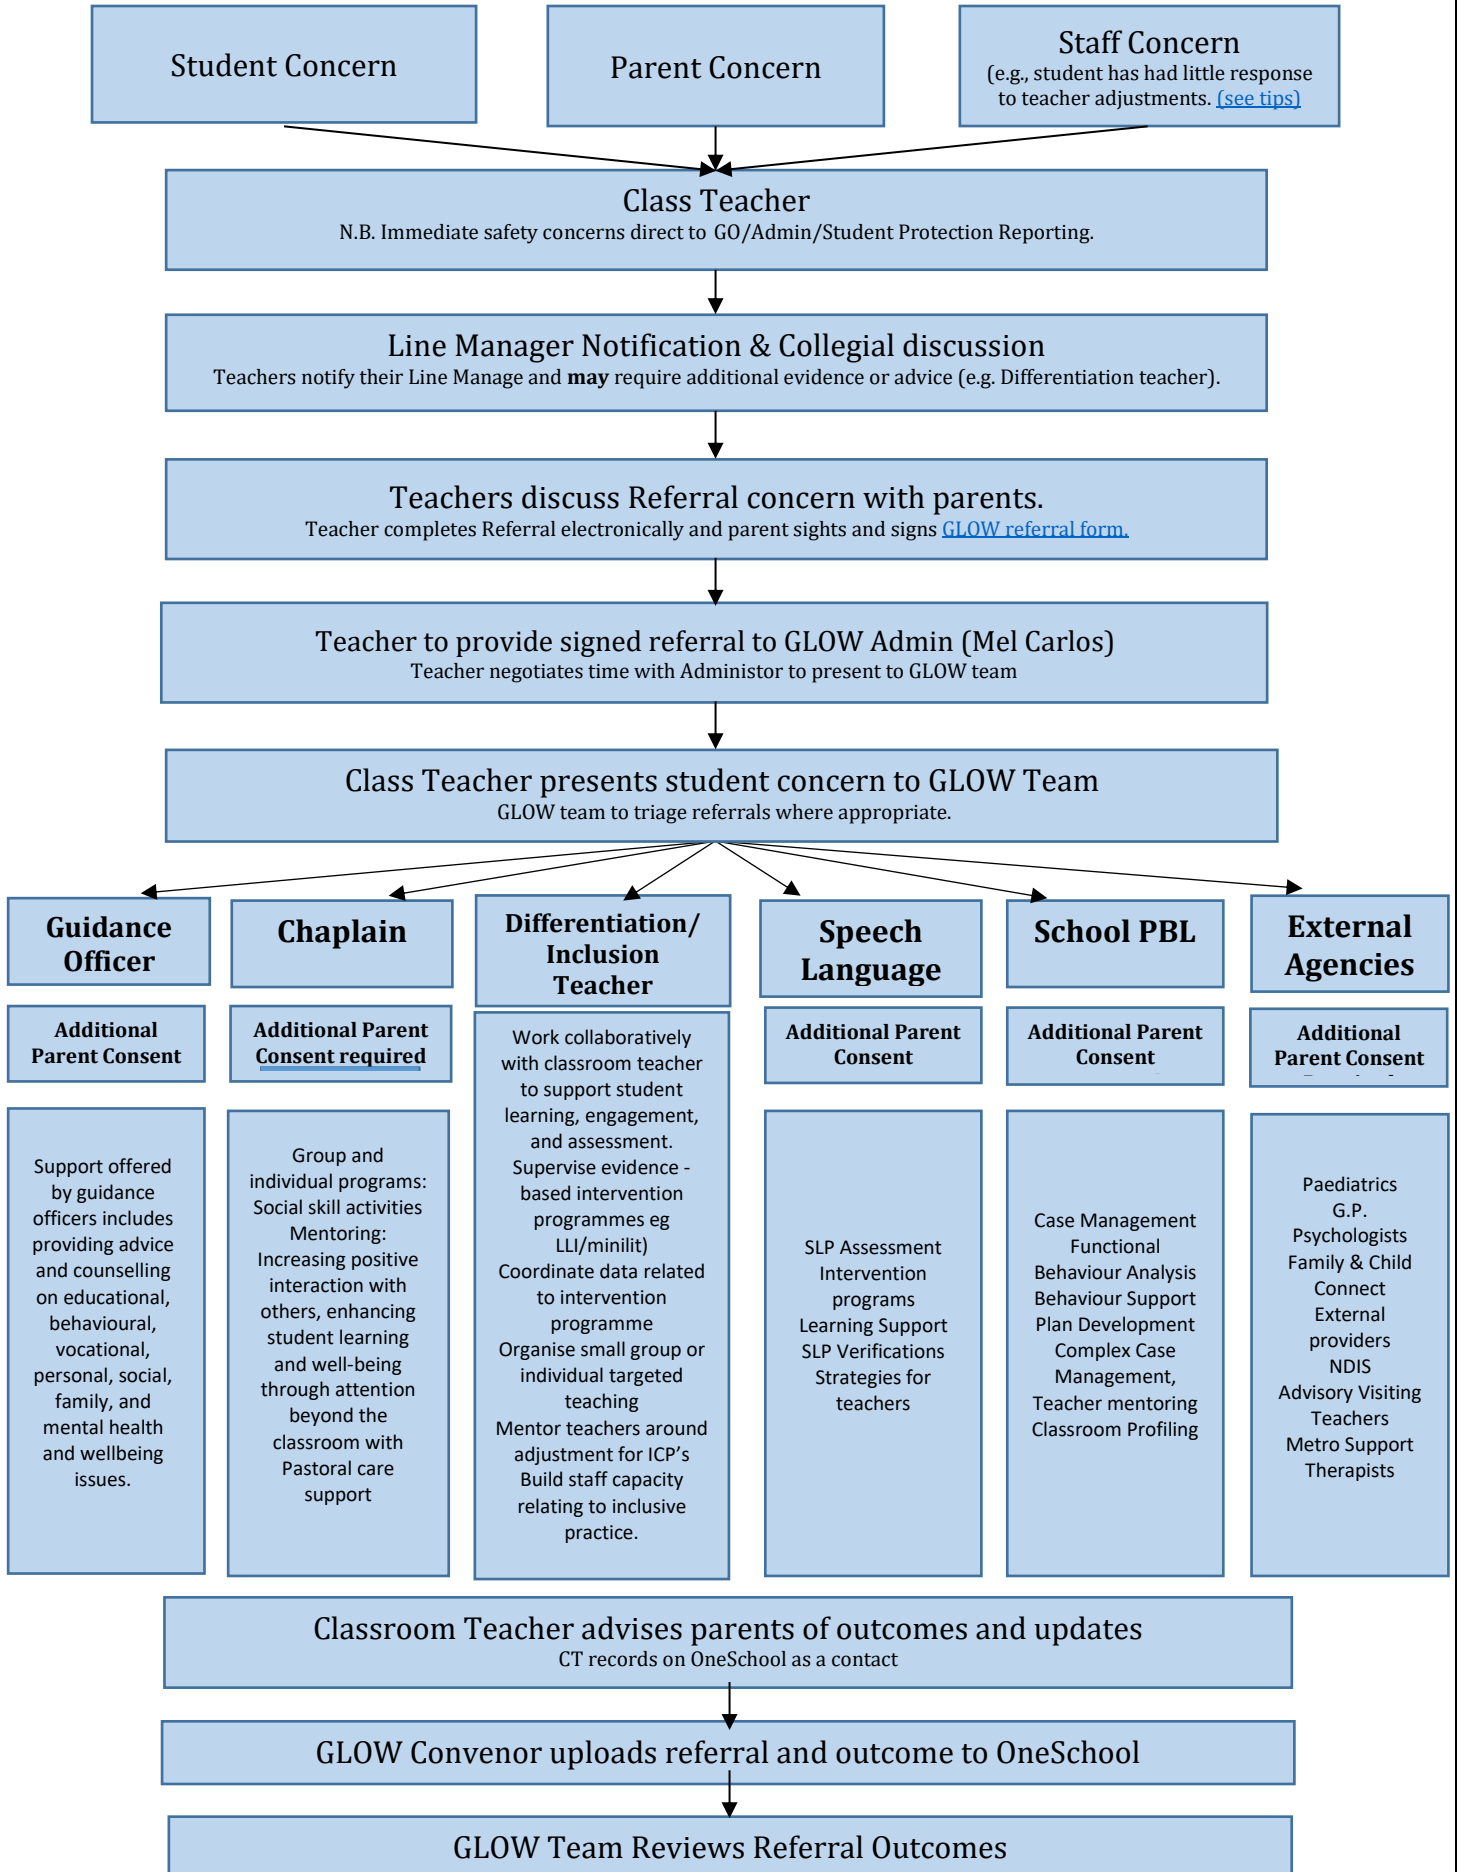 Student Concern
Parent Concern
Staff Concern
(e.g., student has had little response
to teacher adjustments. (see tips)
Class Teacher
N.B. Immediate safety concerns direct to GO/Admin/Student Protection Reporting.
Line Manager Notification & Collegial discussion
Teachers notify their Line Manage and may require additional evidence or advice (e.g. Differentiation teacher).
Teachers discuss Referral concern with parents.
Teacher completes Referral electronically and parent sights and signs GLOW referral form.
Teacher to provide signed referral to GLOW Admin (Mel Carlos)
Teacher negotiates time with Administor to present to GLOW team
Class Teacher presents student concern to GLOW Team
GLOW team to triage referrals where appropriate.
Guidance
Officer
Additional
Parent Consent
Support offered
by guidance
officers includes
providing advice
and counselling
on educational,
behavioural,
vocational,
personal, social,
family, and
mental health
and wellbeing
issues.
Chaplain
Additional Parent
Consent required
Group and
individual programs:
Social skill activities
Mentoring:
Increasing positive
interaction with
others, enhancing
student learning
and well-being
through attention
beyond the
classroom with
Pastoral care
support
Differentiation/
Inclusion
Teacher
Work collaboratively
with classroom teacher
to support student
learning, engagement,
and assessment.
Supervise evidence -
based intervention
programmes eg
LLI/minilit)
Coordinate data related
to intervention
programme
Organise small group or
individual targeted
teaching
Mentor teachers around
adjustment for ICP's
Build staff capacity
relating to inclusive
practice.
Speech
Language
Additional Parent
Consent
SLP Assessment
Intervention
programs
Learning Support
SLP Verifications
Strategies for
teachers
School PBL
Additional Parent
Consent
Case Management
Functional
Behaviour Analysis
Behaviour Support
Plan Development
Complex Case
Management,
Teacher mentoring
Classroom Profiling
External
Agencies
Additional
Parent Consent
Paediatrics
G.P.
Psychologists
Family & Child
Connect
External
providers
NDIS
Advisory Visiting
Teachers
Metro Support
Therapists
Classroom Teacher advises parents of outcomes and updates
CT records on OneSchool as a contact
GLOW Convenor uploads referral and outcome to OneSchool
GLOW Team Reviews Referral Outcomes